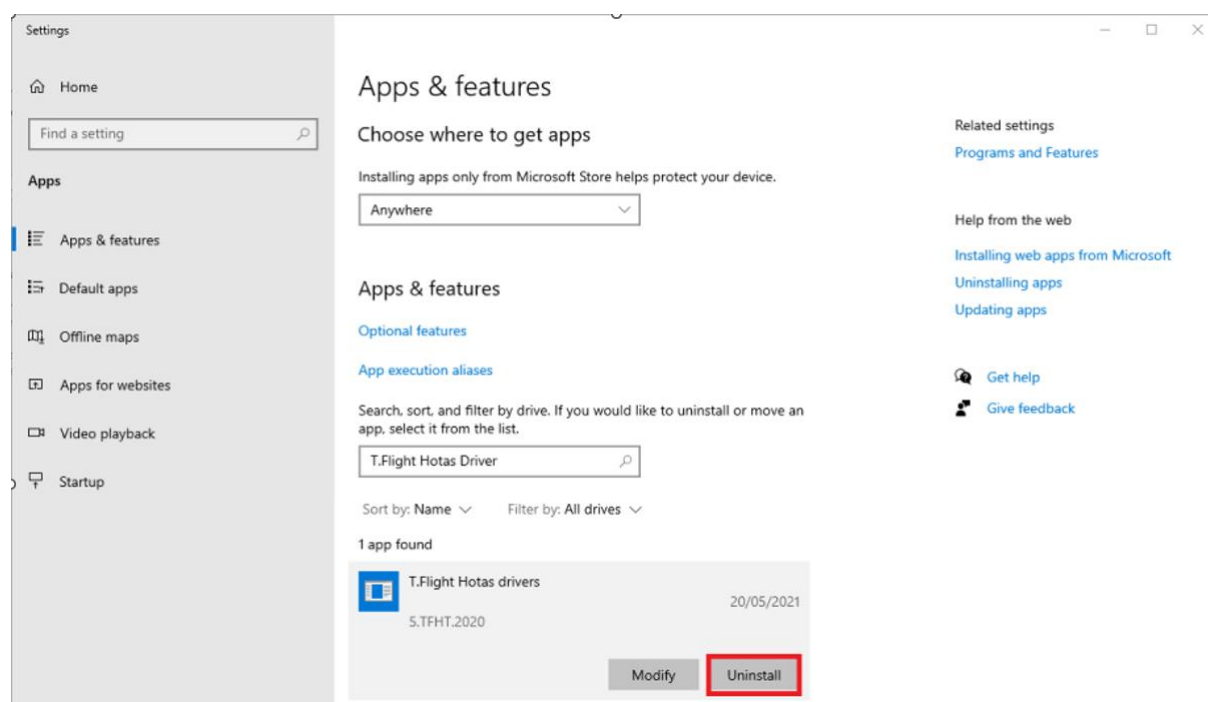 Settings
Home
Find a setting
Apps
Apps & features
Default apps
Offline maps
Apps for websites
Video playback
Startup
Apps & features
Choose where to get apps
Installing apps only from Microsoft Store helps protect your device.
Anywhere
Apps & features
Optional features
App execution aliases
Search, sort, and filter by drive. If you would like to uninstall or move an
app, select it from the list.
T.Flight Hotas Driver
Sort by: Name Filter by: All drives
1 app found
T.Flight Hotas drivers
20/05/2021
5.TFHT.2020
Modify Uninstall
Related settings
Programs and Features
Help from the web
Installing web apps from Microsoft
Uninstalling apps
Updating apps
Get help
Give feedback